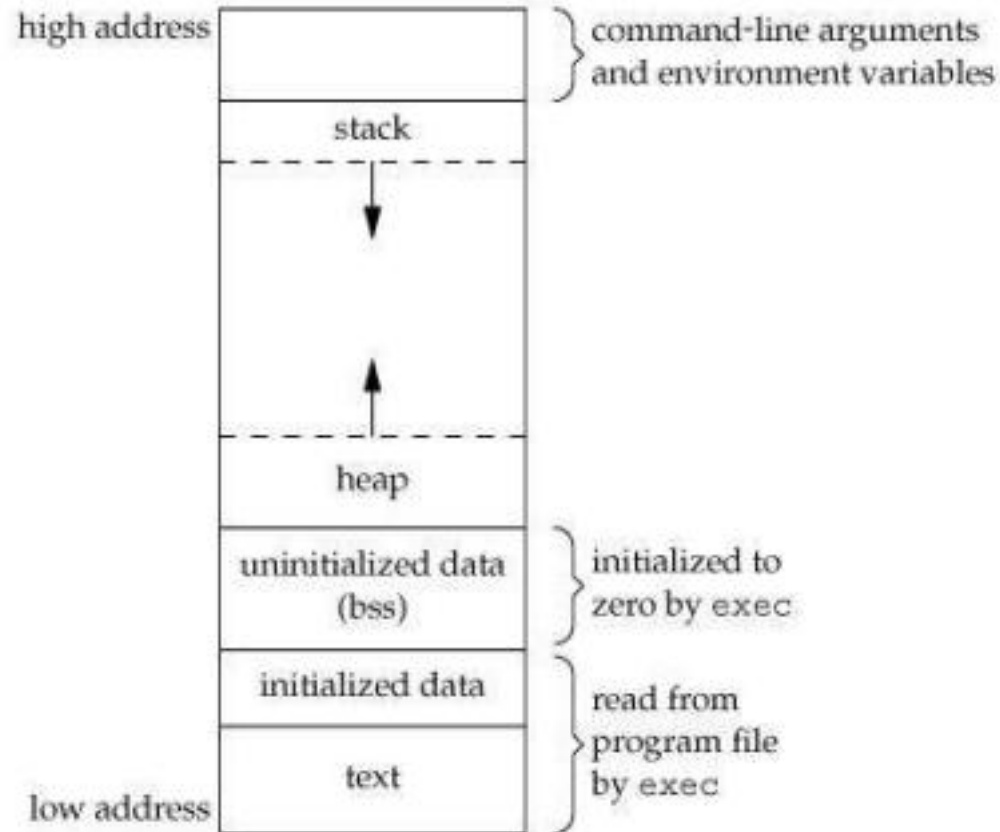 high address
command-line arguments
and environment variables
stack
heap
uninitialized data
(bss)
initialized to
zero by exec
initialized data
read from
program file
by exec
text
low address